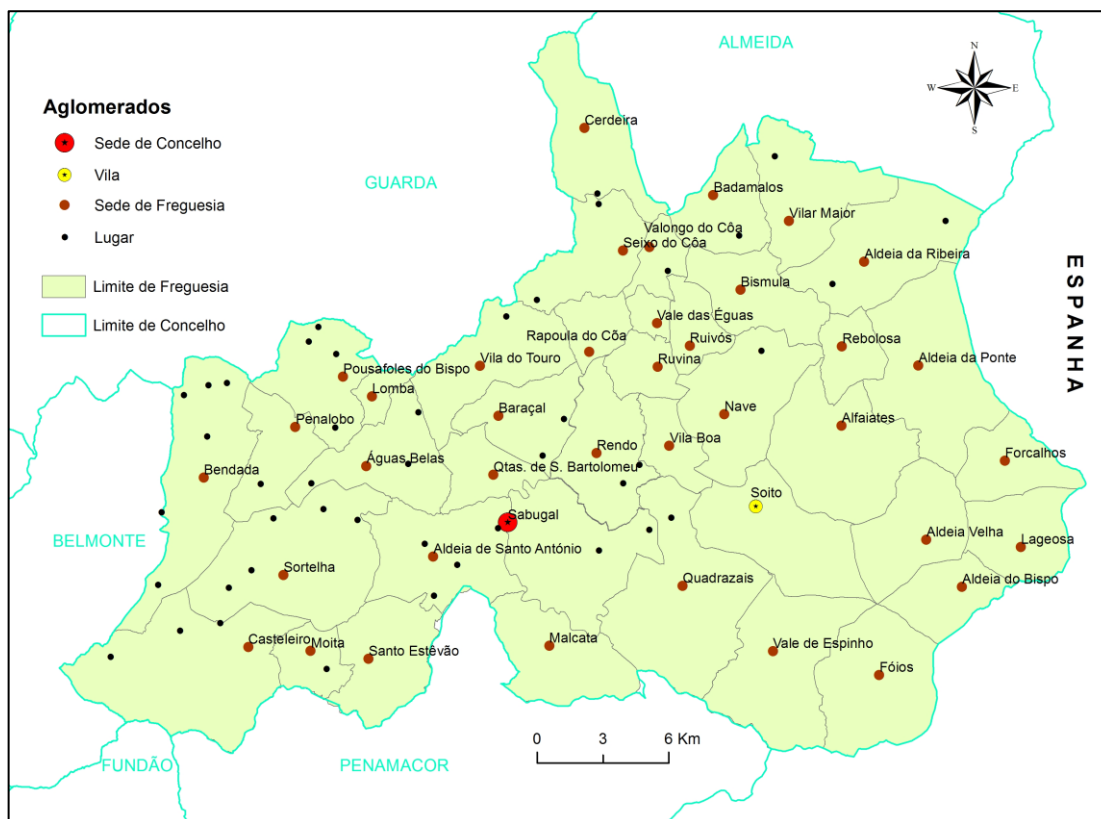 ALMEIDA
N
W E
S
Aglomerados
Sede de Concelho
Vila
Sede de Freguesia
Lugar
Limite de Freguesia
Limite de Concelho
GUARDA
Cerdeira
Badamalos
Vilar Maior
Valongo do Côa
Seixo do Côa
Aldeia da Ribeira
ESPANHA
Bismula
Vale das Éguas
Rapoula do Cõa
Ruivós
Rebolosa
Vila do Touro
Ruvina
Aldeia da Ponte
Pousafoles do Bispo
Lomba
Baraçal
Nave
Penalobo
Alfaiates
Rendo
Vila Boa
Forcalhos
Águas Belas
Qtas. de S. Bartolomeu
Bendada
Soito
Sabugal
BELMONTE
Aldeia Velha
Lageosa
Aldeia de Santo António
Sortelha
Quadrazais
Aldeia do Bispo
Casteleiro
Moita
Santo Estêvão
Malcata
Vale de Espinho
Fóios
0 3 6 Km
FUNDÃO
PENAMACOR